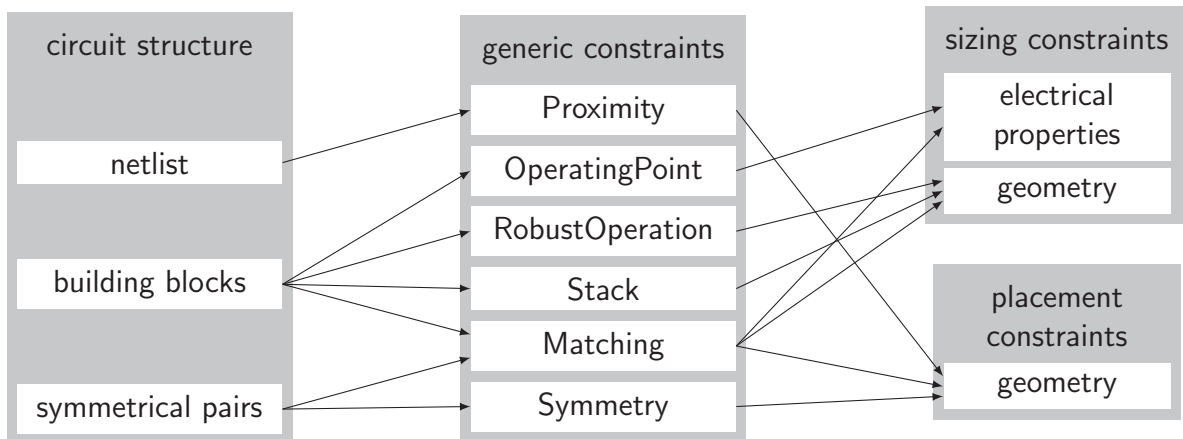 circuit structure
netlist
building blocks
symmetrical pairs
generic constraints
Proximity
OperatingPoint
RobustOperation
Stack
Matching
Symmetry
sizing constraints
electrical
properties
geometry
placement
constraints
geometry